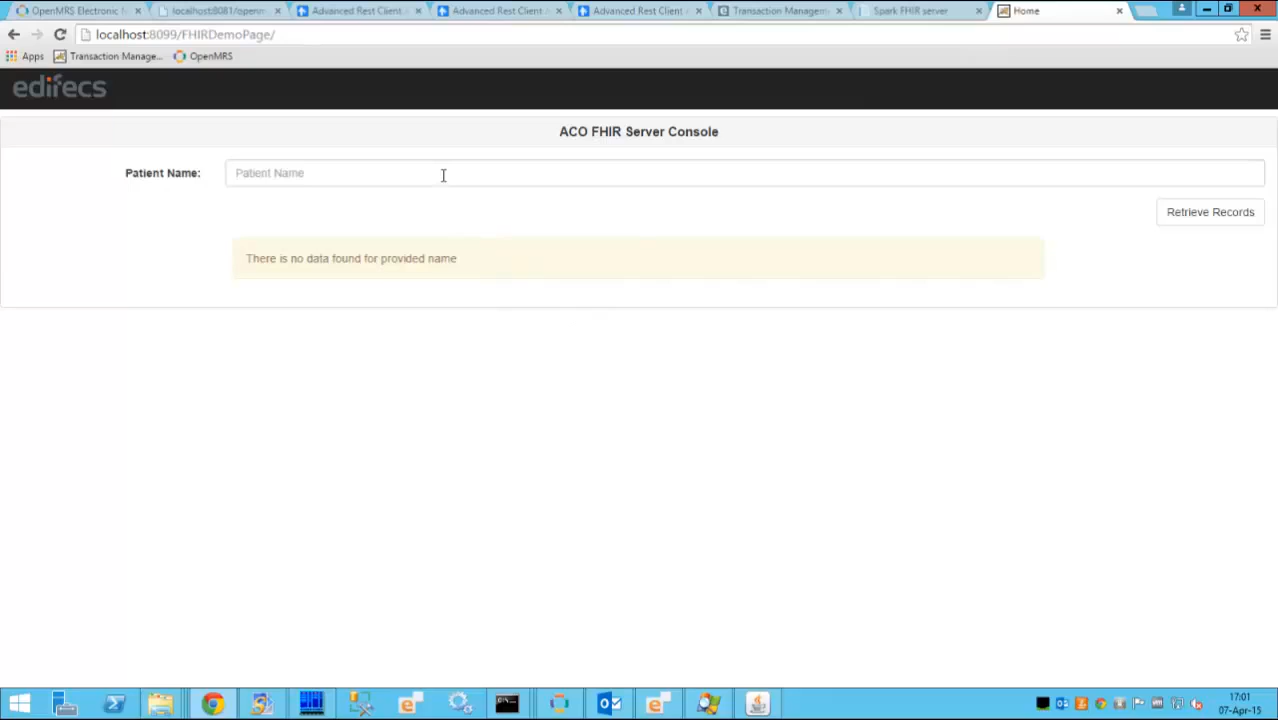 OpenMRS Electronic
localhost:8081/openm
Advanced Rest Client
Advanced Rest Client
Advanced Rest Client
Transaction Managem
Spark FHIR server
Home
localhost:8099/FHIRDemoPage/
Apps
Transaction Manage...
OpenMRS
edifecs
ACO FHIR Server Console
Patient Name:
Patient Name
Retrieve Records
There is no data found for provided name
17:01
07-Apr-15